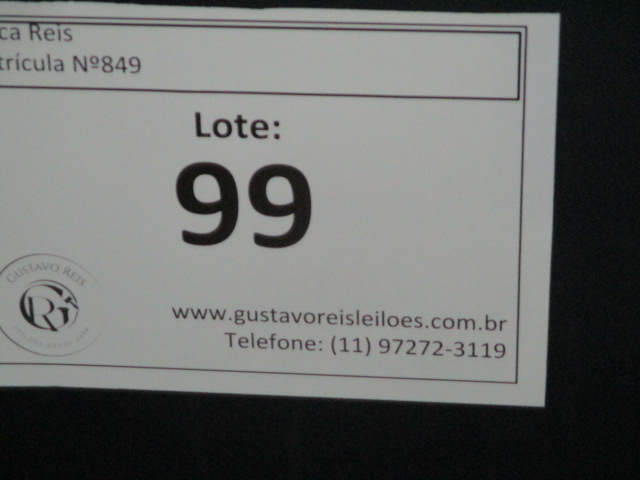 ca Reis
trícula Nº849
Lote:
99
GUSTAVO REIS
www.gustavoreisleiloes.com.br
Telefone: (11) 97272-3119